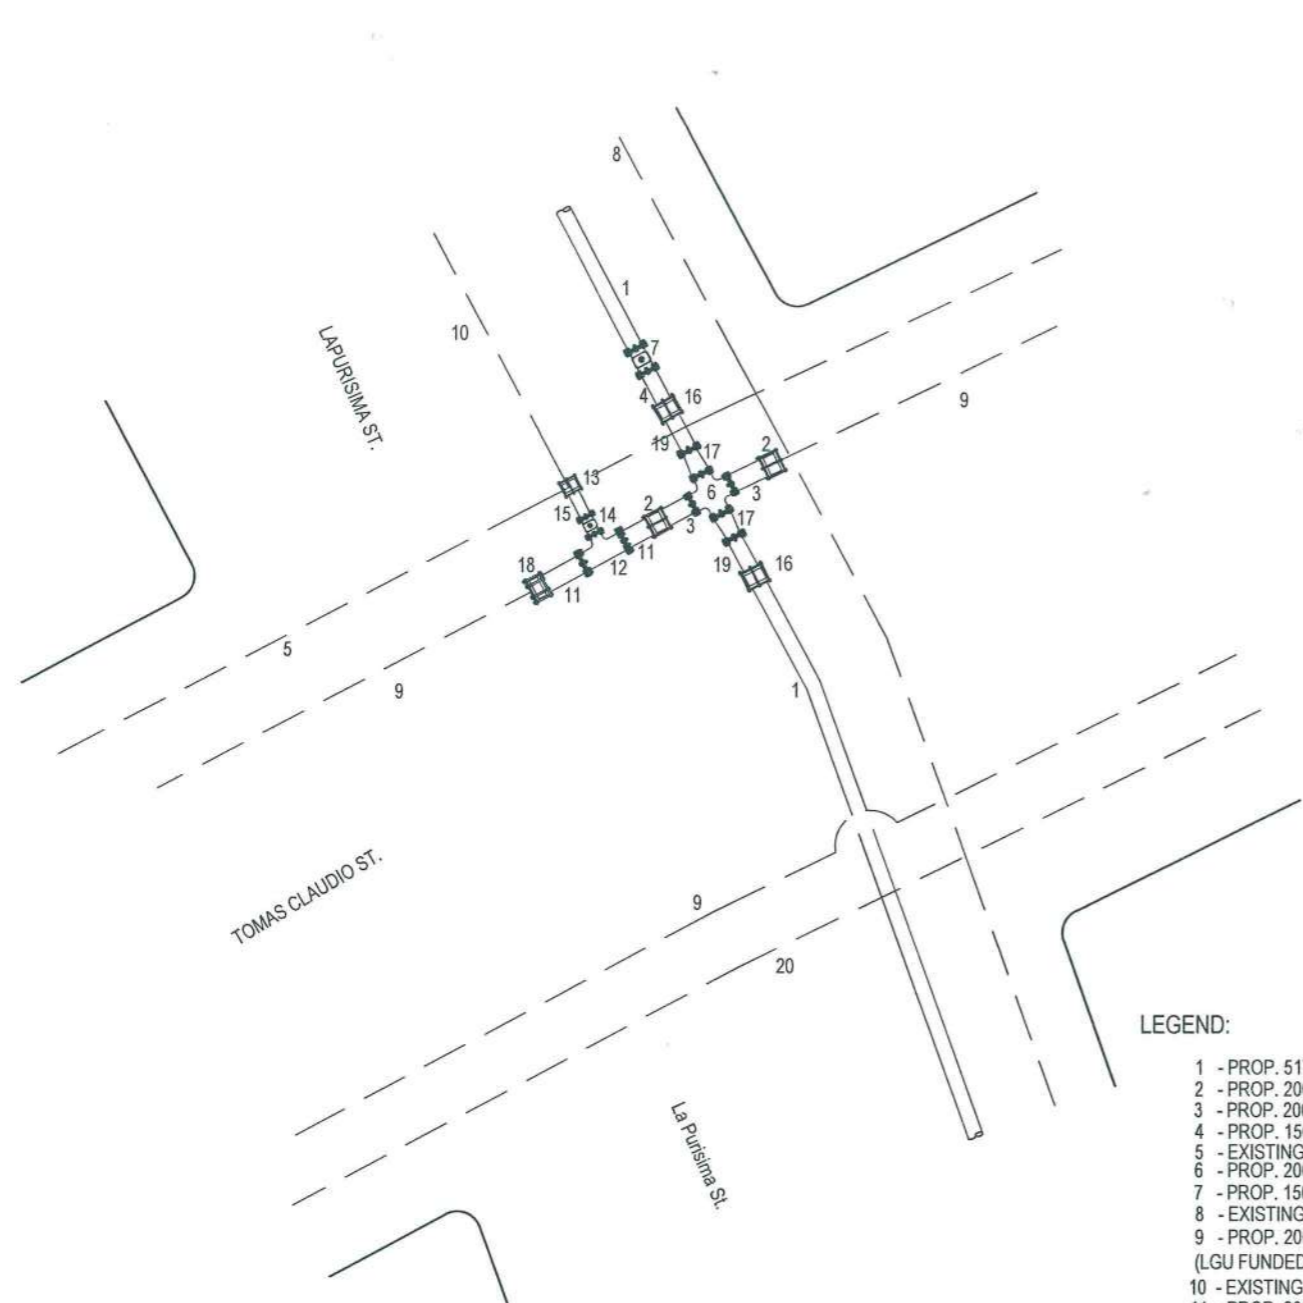 8
1
10
LAPURISIMA ST.
7
4
16
9
19
17
2
13
6
3
15
14
2
3
17
11
12
18
11
19
16
5
9
1
TOMAS CLAUDIO ST.
9
20
La Purisima St.
LEGEND:
1 - PROP. 51
2 - PROP. 20
3 - PROP. 20
4 - PROP. 15
5 - EXISTING
6 - PROP. 20
7 - PROP. 15
8 - EXISTING
9 - PROP. 20
(LGU FUNDED
10 - EXISTING